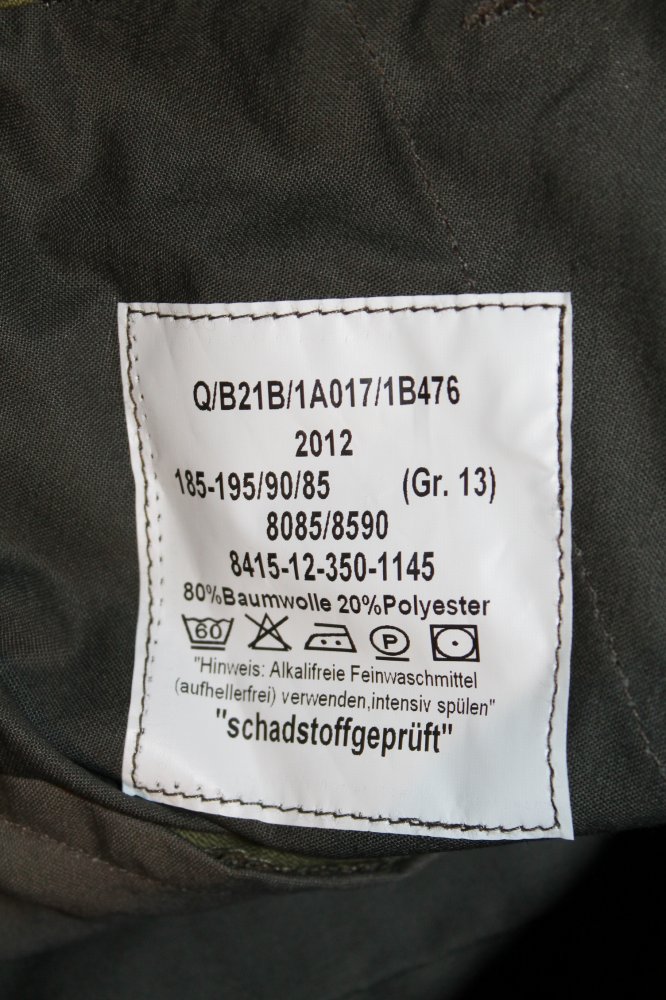 Q/B21B/1A017/1B476
2012
185-195/90/85 (Gr. 13)
8085/8590
8415-12-350-1145
80%Baumwolle 20%Polyester
60 P
"Hinweis: Alkalifreie Feinwaschmittel
(aufhellerfrei) verwenden,intensiv spülen"
"schadstoffgeprüft"